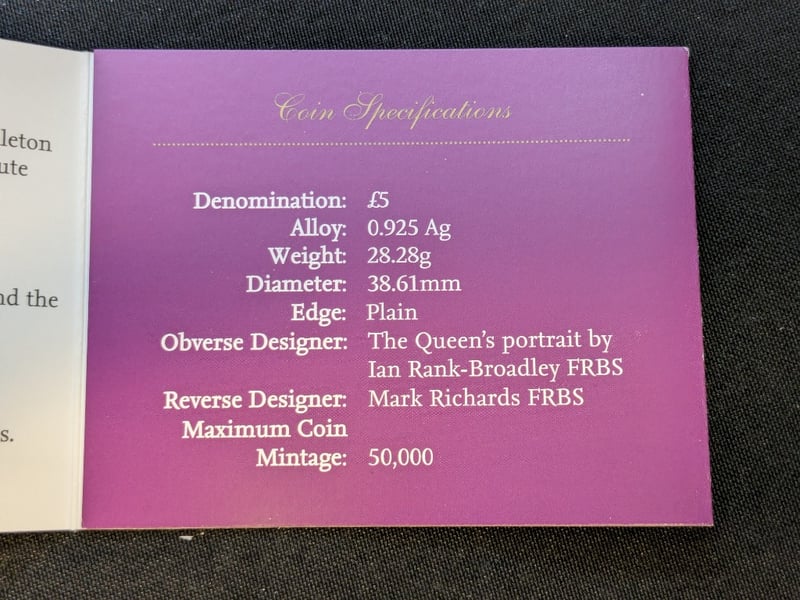 leton
ute
nd the
s.
Coin Specifications
Denomination: £5
Alloy: 0.925 Ag
Weight: 28.28g
Diameter: 38.61mm
Edge: Plain
Obverse Designer: The Queen's portrait by
Ian Rank-Broadley FRBS
Reverse Designer: Mark Richards FRBS
Maximum Coin
Mintage: 50,000